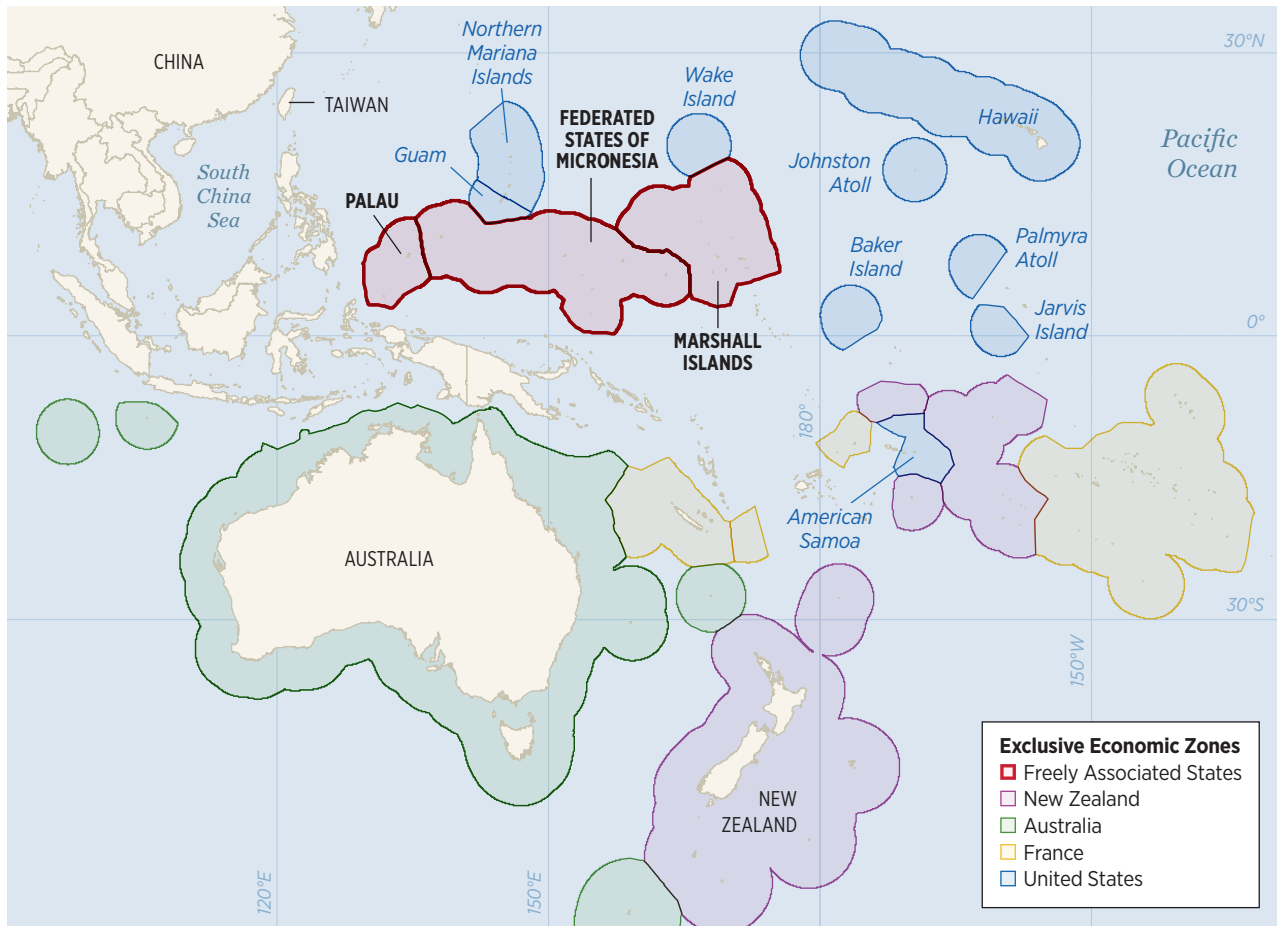 Northern
Mariana
Islands
30°N
CHINA
Wake
Island
TAIWAN
FEDERATED
STATES OF
MICRONESIA
Hawaii
Pacific
Ocean
Guam
Johnston
Atoll
South
China
Sea
PALAU
Baker
Island
Palmyra
Atoll
Jarvis
Island
0°
MARSHALL
ISLANDS
180°
American
Samoa
AUSTRALIA
30°S
150°W
NEW
ZEALAND
120°E
150°E
Exclusive Economic Zones
Freely Associated States
New Zealand
Australia
France
United States